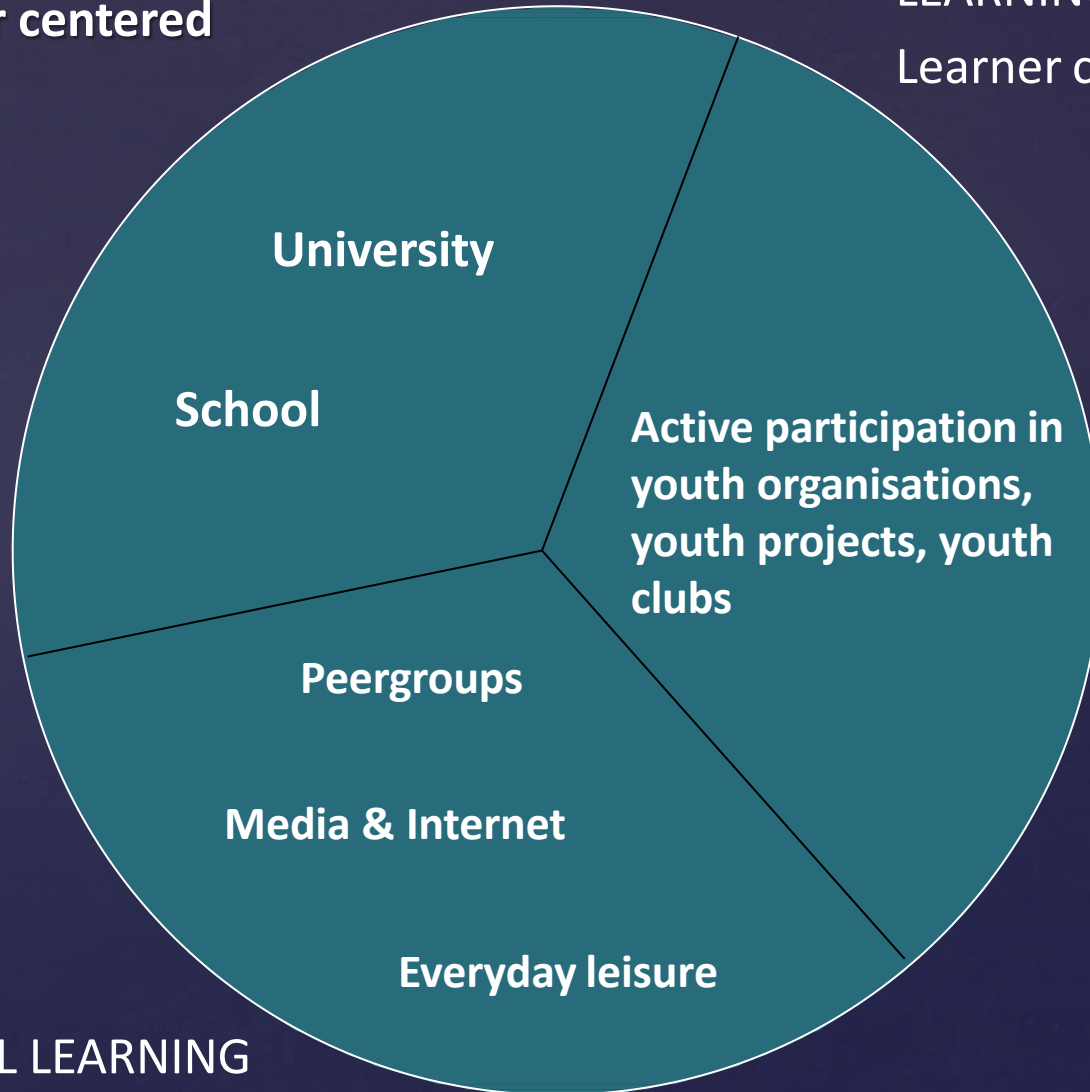 centered
Learner
University
School
Active participation in
youth organisations,
youth projects, youth
clubs
Peergroups
Media & Internet
Everyday leisure
LEARNING